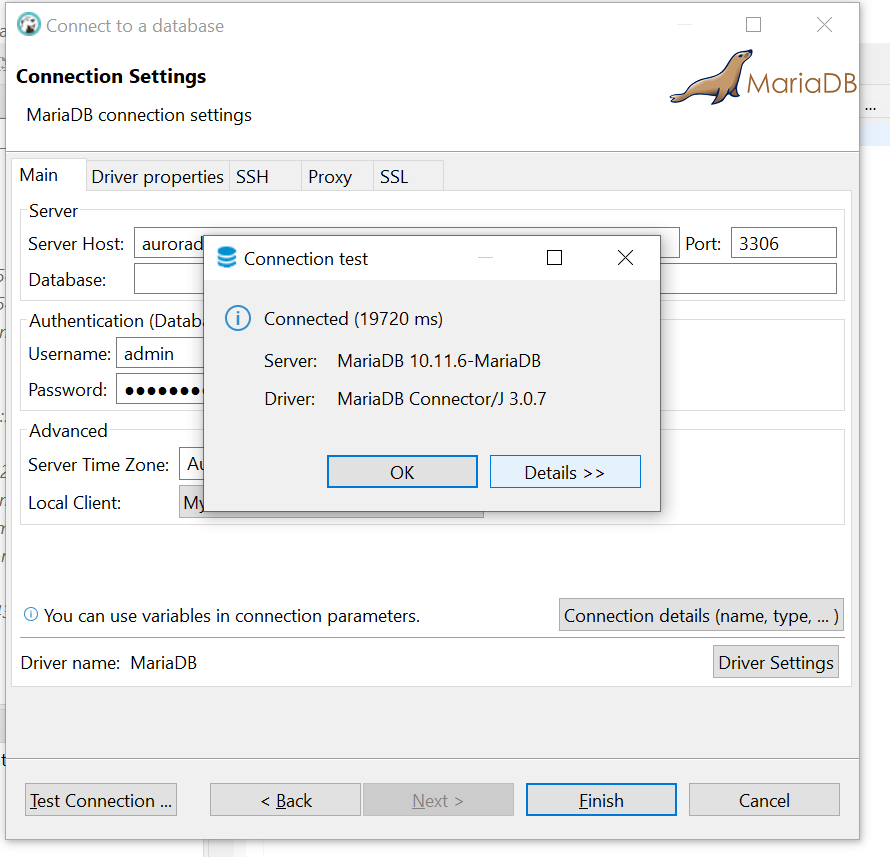 Connect to a database
Connection Settings
MariaDB connection settings
MariaDB
...
Main Driver properties SSH Proxy SSL
Server
Server Host: aurorad Port: 3306
Database:
Connection test
Connected (19720 ms)
Server: MariaDB 10.11.6-MariaDB
Driver: MariaDB Connector/J 3.0.7
OK Details >>
Authentication (Databa
Username: admin
Password: ●●●●●●●●
Advanced
Server Time Zone: Au
Local Client: My
You can use variables in connection parameters. Connection details (name, type, ... )
Driver name: MariaDB Driver Settings
Test Connection ... < Back Next > Finish Cancel